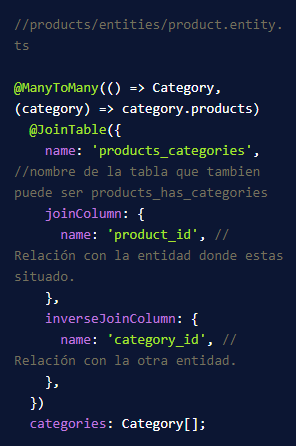 //products/entities/product.entity.
ts
@ManyToMany(() => Category,
(category) => category.products)
@JoinTable({
name: 'products_categories',
//nombre de la tabla que tambien
puede ser products_has_categories
joinColumn: {
name: 'product_id', //
Relación con la entidad donde estas
situado.
},
inverseJoinColumn: {
name: 'category_id', //
Relación con la otra entidad.
},
})
categories: Category[];